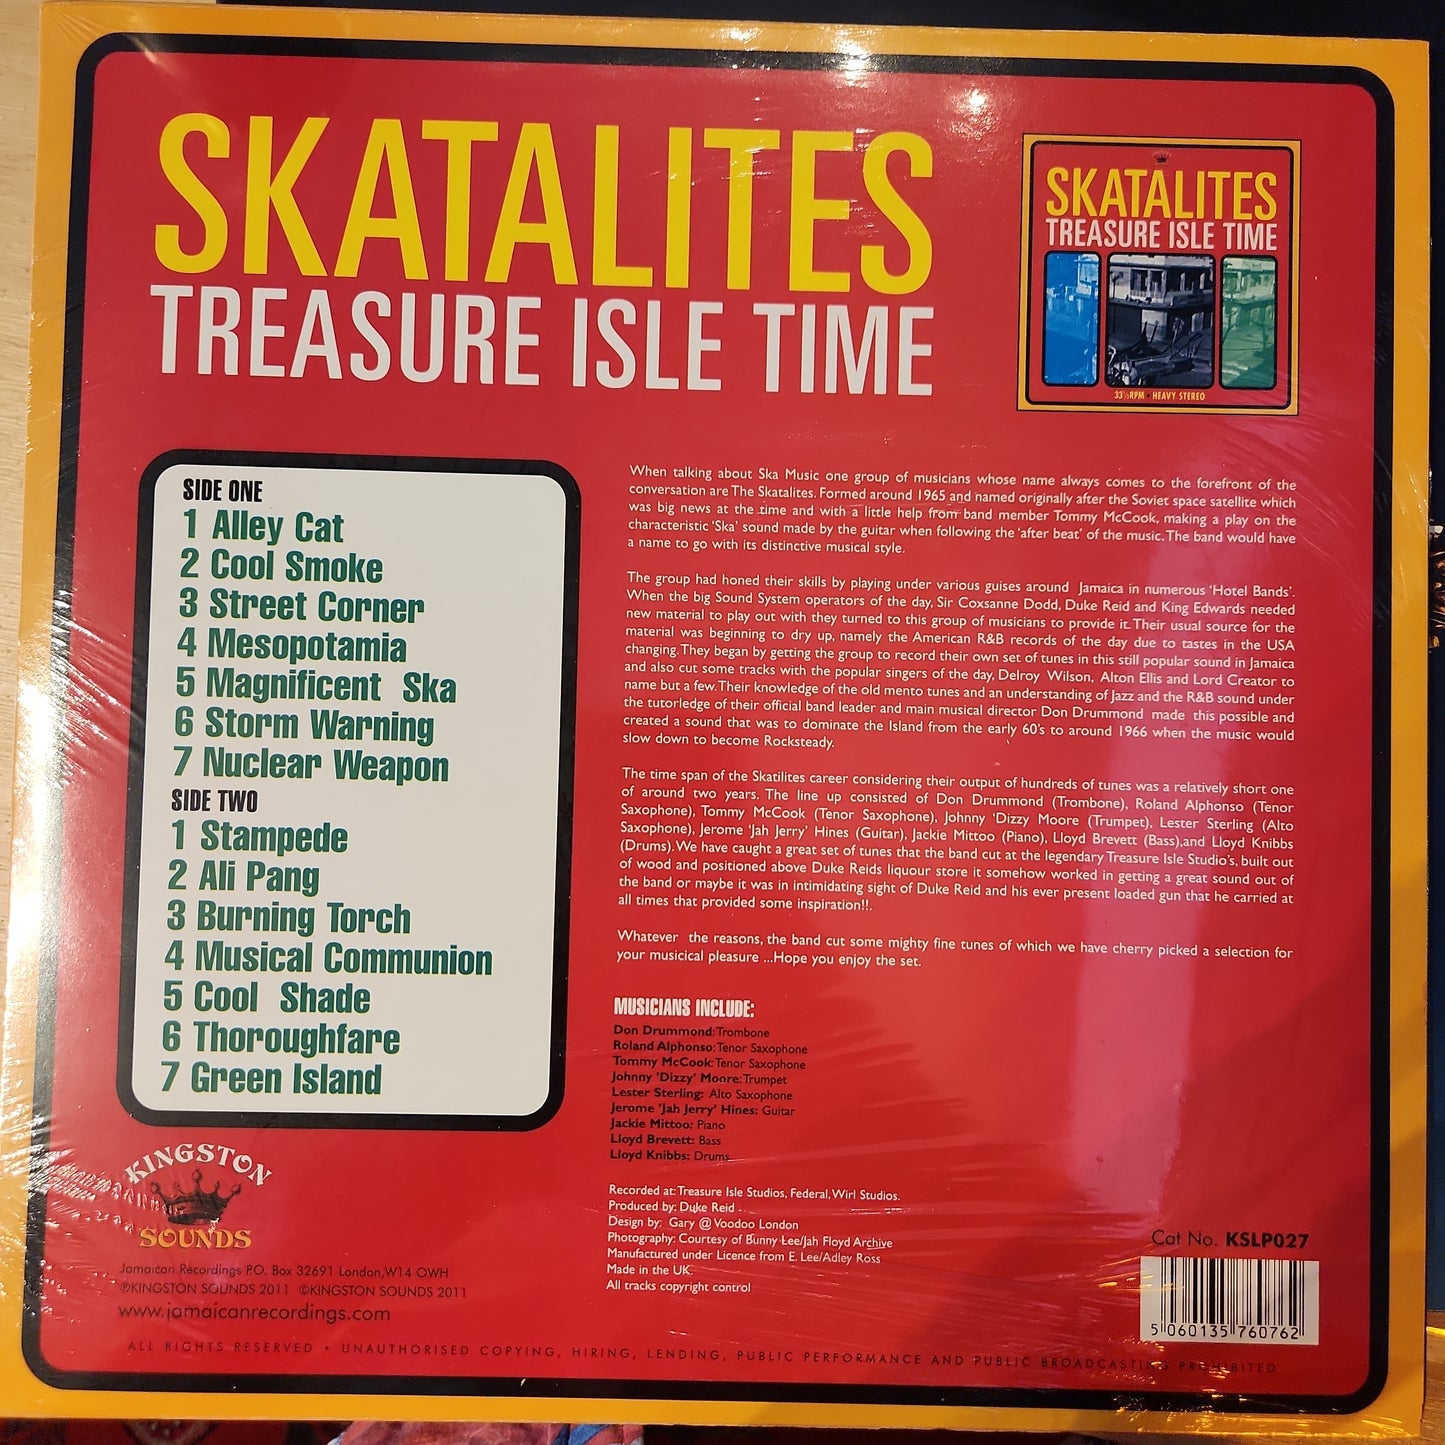 SKATALITES
TREASURE ISLE TIME
SKATALITES
TREASURE ISLE TIME
33⅓RPM • HEAVY STEREO
SIDE ONE
1 Alley Cat
2 Cool Smoke
3 Street Corner
4 Mesopotamia
5 Magnificent Ska
6 Storm Warning
7 Nuclear Weapon
SIDE TWO
1 Stampede
2 Ali Pang
3 Burning Torch
4 Musical Communion
5 Cool Shade
6 Thoroughfare
7 Green Island
When talking about Ska Music one group of musicians whose name always comes to the forefront of the
conversation are The Skatalites. Formed around 1965 and named originally after the Soviet space satellite which
was big news at the time and with a little help from band member Tommy McCook, making a play on the
characteristic 'Ska' sound made by the guitar when following the 'after beat' of the music. The band would have
a name to go with its distinctive musical style.
The group had honed their skills by playing under various guises around Jamaica in numerous 'Hotel Bands'.
When the big Sound System operators of the day, Sir Coxsanne Dodd, Duke Reid and King Edwards needed
new material to play out with they turned to this group of musicians to provide it. Their usual source for the
material was beginning to dry up, namely the American R&B records of the day due to tastes in the USA
changing. They began by getting the group to record their own set of tunes in this still popular sound in Jamaica
and also cut some tracks with the popular singers of the day, Delroy Wilson, Alton Ellis and Lord Creator to
name but a few. Their knowledge of the old mento tunes and an understanding of Jazz and the R&B sound under
the tutorledge of their official band leader and main musical director Don Drummond made this possible and
created a sound that was to dominate the Island from the early 60's to around 1966 when the music would
slow down to become Rocksteady.
The time span of the Skatilites career considering their output of hundreds of tunes was a relatively short one
of around two years. The line up consisted of Don Drummond (Trombone), Roland Alphonso (Tenor
Saxophone), Tommy McCook (Tenor Saxophone), Johnny 'Dizzy Moore (Trumpet), Lester Sterling (Alto
Saxophone), Jerome 'Jah Jerry' Hines (Guitar), Jackie Mittoo (Piano), Lloyd Brevett (Bass),and Lloyd Knibbs
(Drums). We have caught a great set of tunes that the band cut at the legendary Treasure Isle Studio's, built out
of wood and positioned above Duke Reids liquour store it somehow worked in getting a great sound out of
the band or maybe it was in intimidating sight of Duke Reid and his ever present loaded gun that he carried at
all times that provided some inspiration!!.
Whatever the reasons, the band cut some mighty fine tunes of which we have cherry picked a selection for
your musicical pleasure ...Hope you enjoy the set.
MUSICIANS INCLUDE:
Don Drummond: Trombone
Roland Alphonso: Tenor Saxophone
Tommy McCook: Tenor Saxophone
Johnny 'Dizzy' Moore: Trumpet
Lester Sterling: Alto Saxophone
Jerome 'Jah Jerry' Hines: Guitar
Jackie Mittoo: Piano
Lloyd Brevett: Bass
Lloyd Knibbs: Drums
Recorded at: Treasure Isle Studios, Federal, Wirl Studios.
Produced by: Duke Reid
Design by: Gary @ Voodoo London
Photography: Courtesy of Bunny Lee/Jah Floyd Archive
Manufactured under Licence from E. Lee/Adley Ross
Made in the UK.
All tracks copyright control
KINGSTON
SOUNDS
Jamaican Recordings P.O. Box 32691 London,W14 OWH
℗KINGSTON SOUNDS 2011 ©KINGSTON SOUNDS 2011
www.jamaicanrecordings.com
Cat No. KSLP027
5 060135 760762
ALL RIGHTS RESERVED • UNAUTHORISED COPYING, HIRING, LENDING, PUBLIC PERFORMANCE AND PUBLIC BROADCASTING PROHIBITED